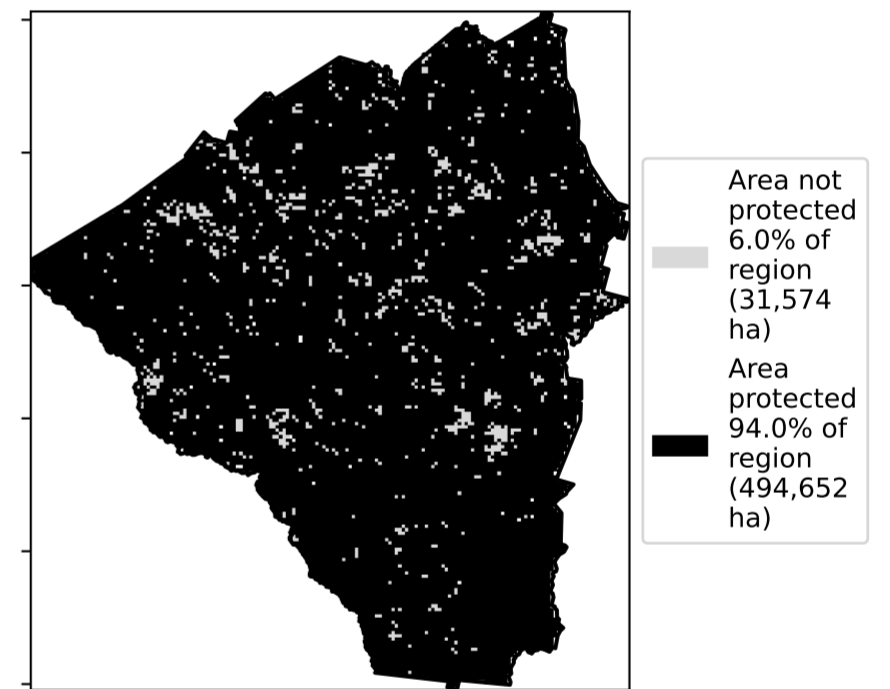 Area not
protected
6.0% of
region
(31,574
ha)
Area
protected
94.0% of
region
(494,652
ha)